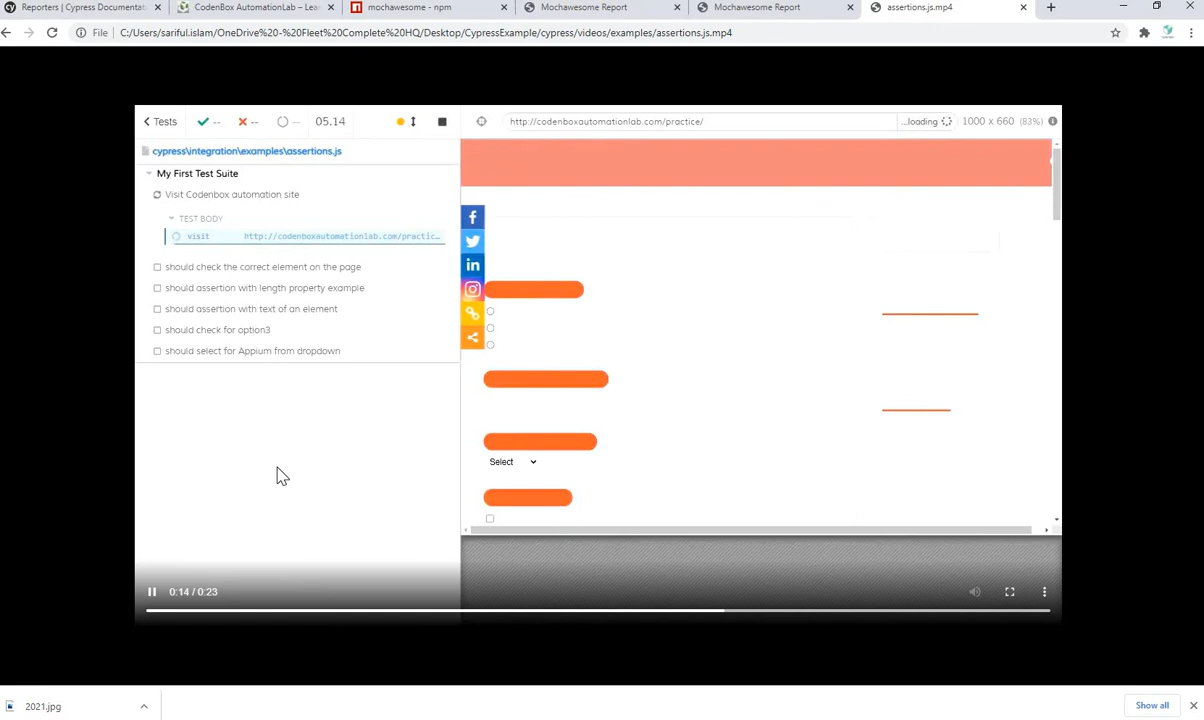 Reporters | Cypress Documenta
CodenBox AutomationLab – Lea
mochawesome - npm
Mochawesome Report
Mochawesome Report
assertions.js.mp4
File C:/Users/sariful.islam/OneDrive%20-%20Fleet%20Complete%20HQ/Desktop/CypressExample/cypress/videos/examples/assertions.js.mp4
Tests -- -- -- 05.14
http://codenboxautomationlab.com/practice/ ...loading 1000 x 660 (83%)
cypress\integration\examples\assertions.js
My First Test Suite
Visit Codenbox automation site
TEST BODY
visit http://codenboxautomationlab.com/practic...
should check the correct element on the page
should assertion with length property example
should assertion with text of an element
should check for option3
should select for Appium from dropdown
Select
0:14 / 0:23
2021.jpg
Show all